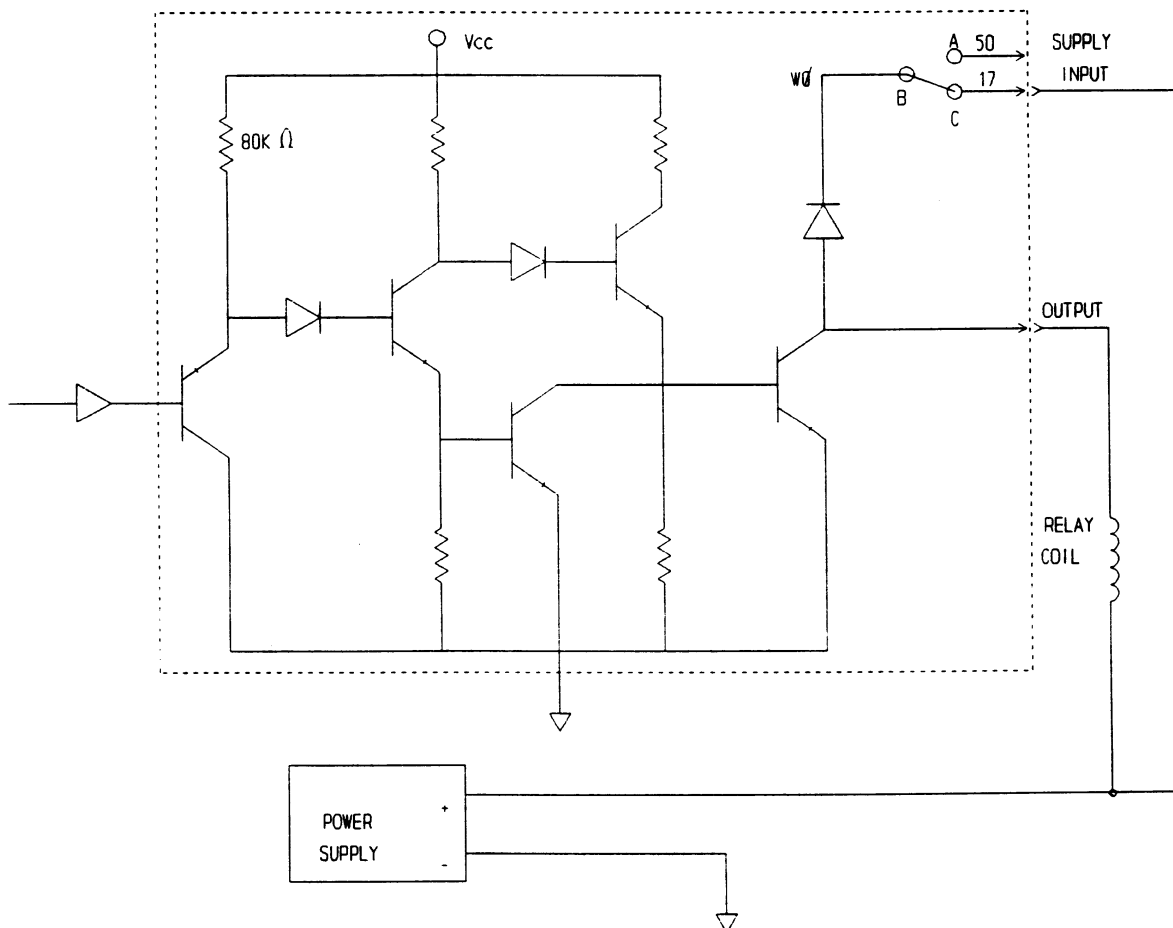 Vcc
A 50
SUPPLY
INPUT
WØ
B
17
C
80K Ω
OUTPUT
RELAY
COIL
POWER
SUPPLY
+
-